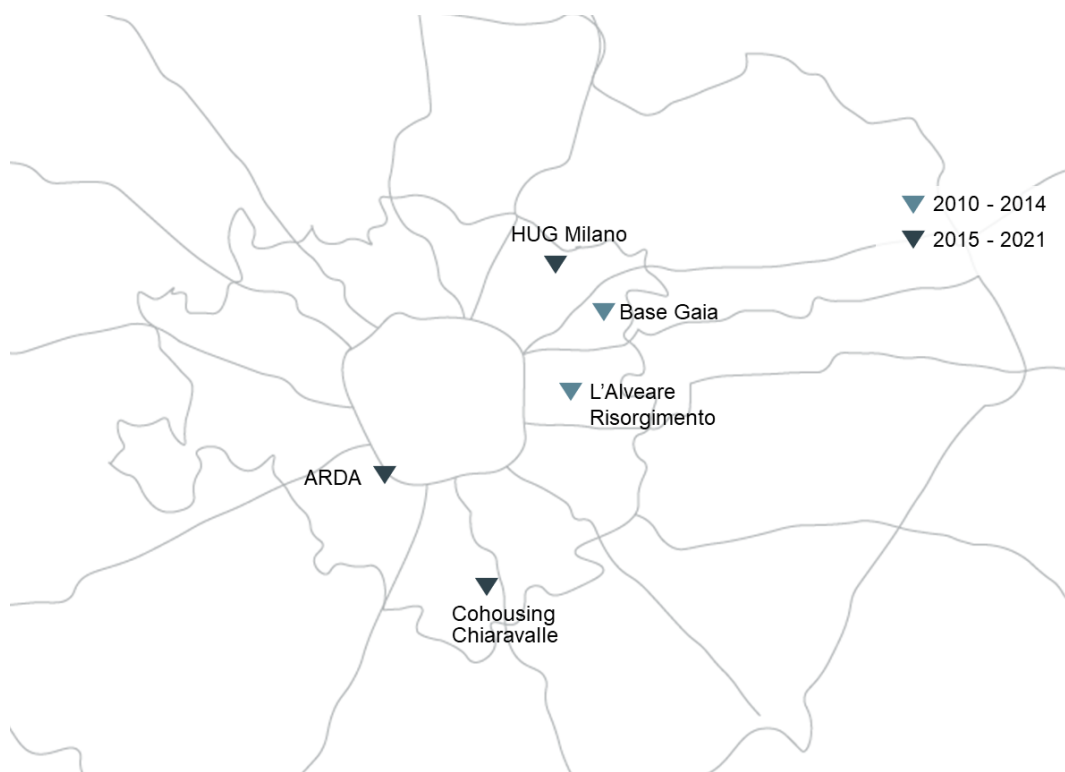 2010 - 2014
HUG Milano
2015 - 2021
Base Gaia
L’Alveare
Risorgimento
ARDA
Cohousing
Chiaravalle